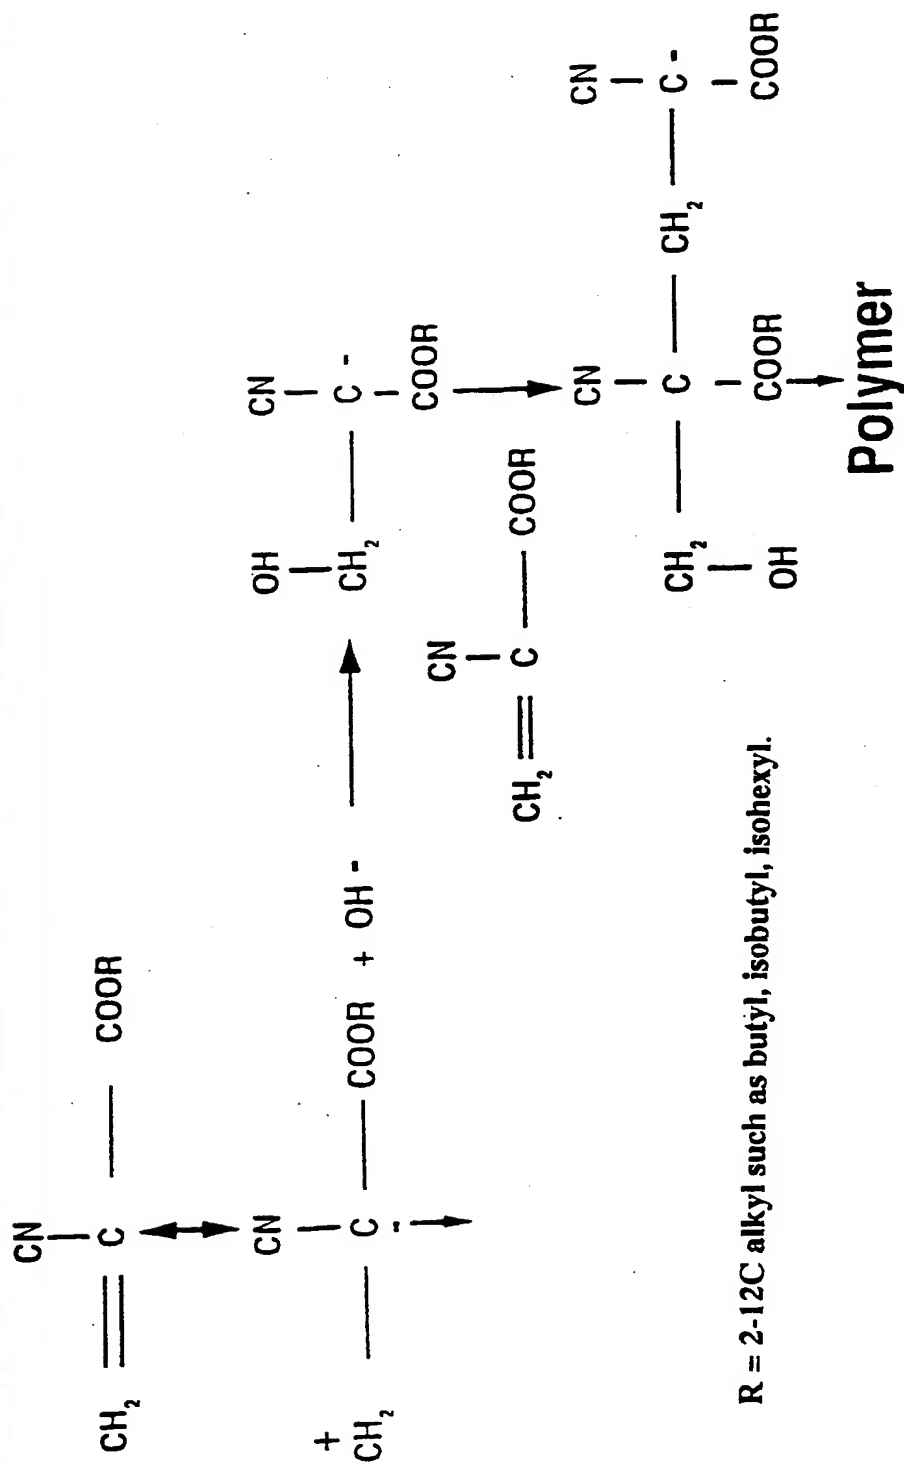 CN
CH₂ C COOR
CN
+
CH₂ C COOR + OH -
-
OH CN
CH₂ C -
COOR
CN
CH₂ C COOR
CN CN
CH₂ C CH₂ C -
OH COOR COOR
Polymer
R = 2-12C alkyl such as butyl, isobutyl, isohexyl.